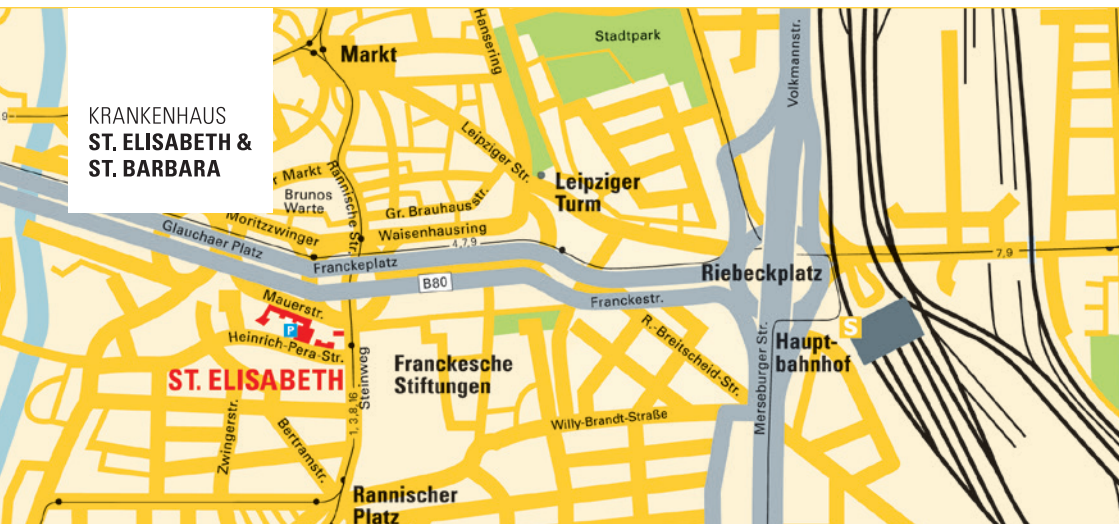 KRANKENHAUS
ST. ELISABETH &
ST. BARBARA
9
Markt
Hansering
Stadtpark
Volkmannstr.
Leipziger Str.
Leipziger
Turm
r Markt
Brunos
Warte
Rannische Str.
Gr. Brauhausstr.
Waisenhausring
Moritzzwinger
Glauchaer Platz
Franckeplatz
4,7,9
B80
Riebeckplatz
7,9
Franckestr.
Mauerstr.
P
Heinrich-Pera-Str.
ST. ELISABETH
Steinweg
1, 3, 8, 16
Franckesche
Stiftungen
R.-Breitscheid-Str.
Merseburger Str.
S
Haupt-
bahnhof
Willy-Brandt-Straße
Zwingerstr.
Bertramstr.
Rannischer
Platz